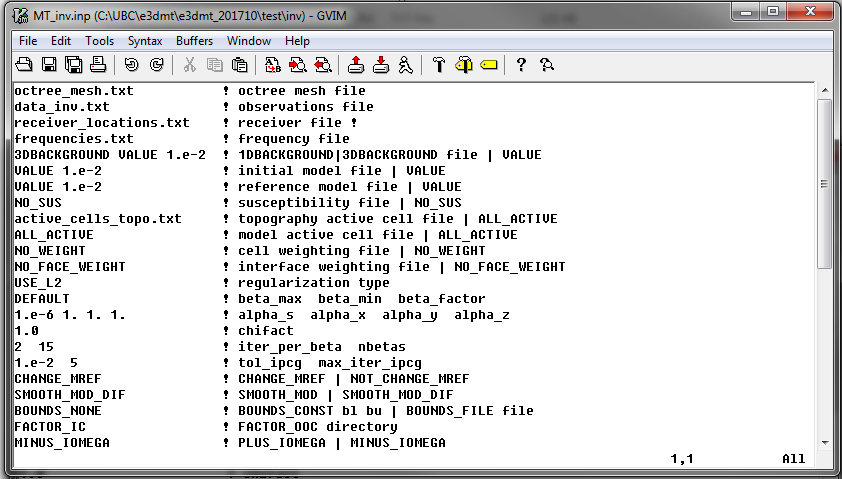 MT_inv.inp (C:\UBC\e3dmt\e3dmt_201710\test\inv) - GVIM
File Edit Tools Syntax Buffers Window Help
octree_mesh.txt ! octree mesh file
data_inv.txt ! observations file
receiver_locations.txt ! receiver file !
frequencies.txt ! frequency file
3DBACKGROUND VALUE 1.e-2 ! 1DBACKGROUND|3DBACKGROUND file | VALUE
VALUE 1.e-2 ! initial model file | VALUE
VALUE 1.e-2 ! reference model file | VALUE
NO_SUS ! susceptibility file | NO_SUS
active_cells_topo.txt ! topography active cell file | ALL_ACTIVE
ALL_ACTIVE ! model active cell file | ALL_ACTIVE
NO_WEIGHT ! cell weighting file | NO_WEIGHT
NO_FACE_WEIGHT ! interface weighting file | NO_FACE_WEIGHT
USE_L2 ! regularization type
DEFAULT ! beta_max beta_min beta_factor
1.e-6 1. 1. 1. ! alpha_s alpha_x alpha_y alpha_z
1.0 ! chifact
2 15 ! iter_per_beta nbetas
1.e-2 5 ! tol_ipcg max_iter_ipcg
CHANGE_MREF ! CHANGE_MREF | NOT_CHANGE_MREF
SMOOTH_MOD_DIF ! SMOOTH_MOD | SMOOTH_MOD_DIF
BOUNDS_NONE ! BOUNDS_CONST bl bu | BOUNDS_FILE file
FACTOR_IC ! FACTOR_OOC directory
MINUS_IOMEGA ! PLUS_IOMEGA | MINUS_IOMEGA
1,1 All